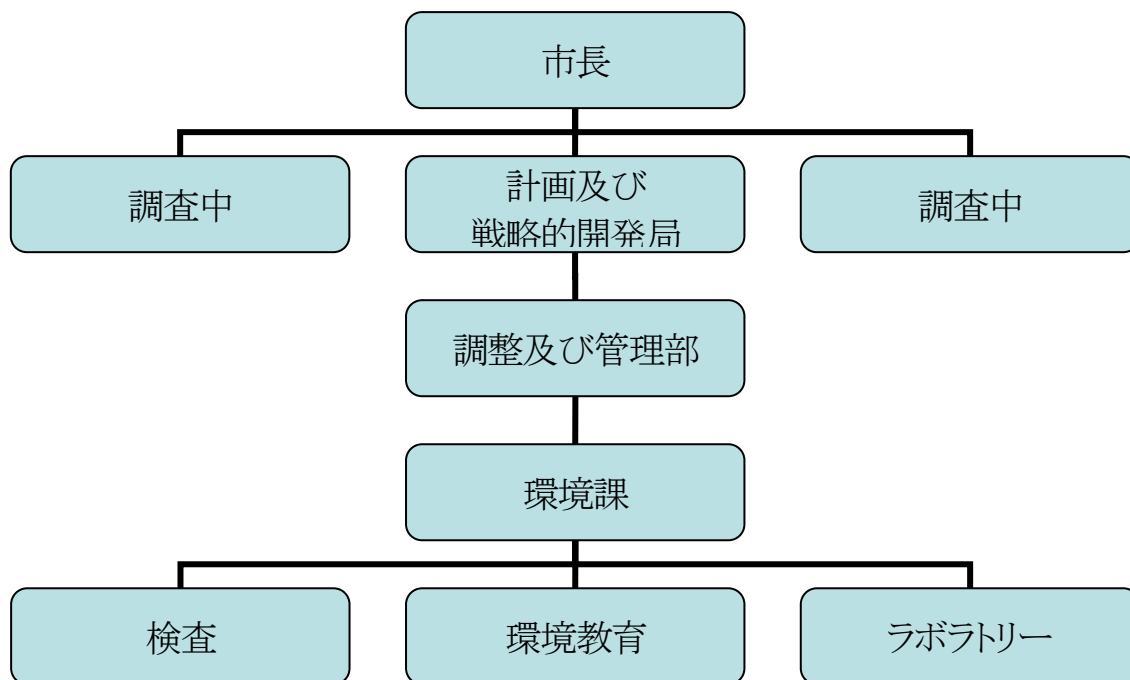 市長
調査中
計画及び
戦略的開発局
調査中
調整及び管理部
環境課
検査
環境教育
ラボラトリー